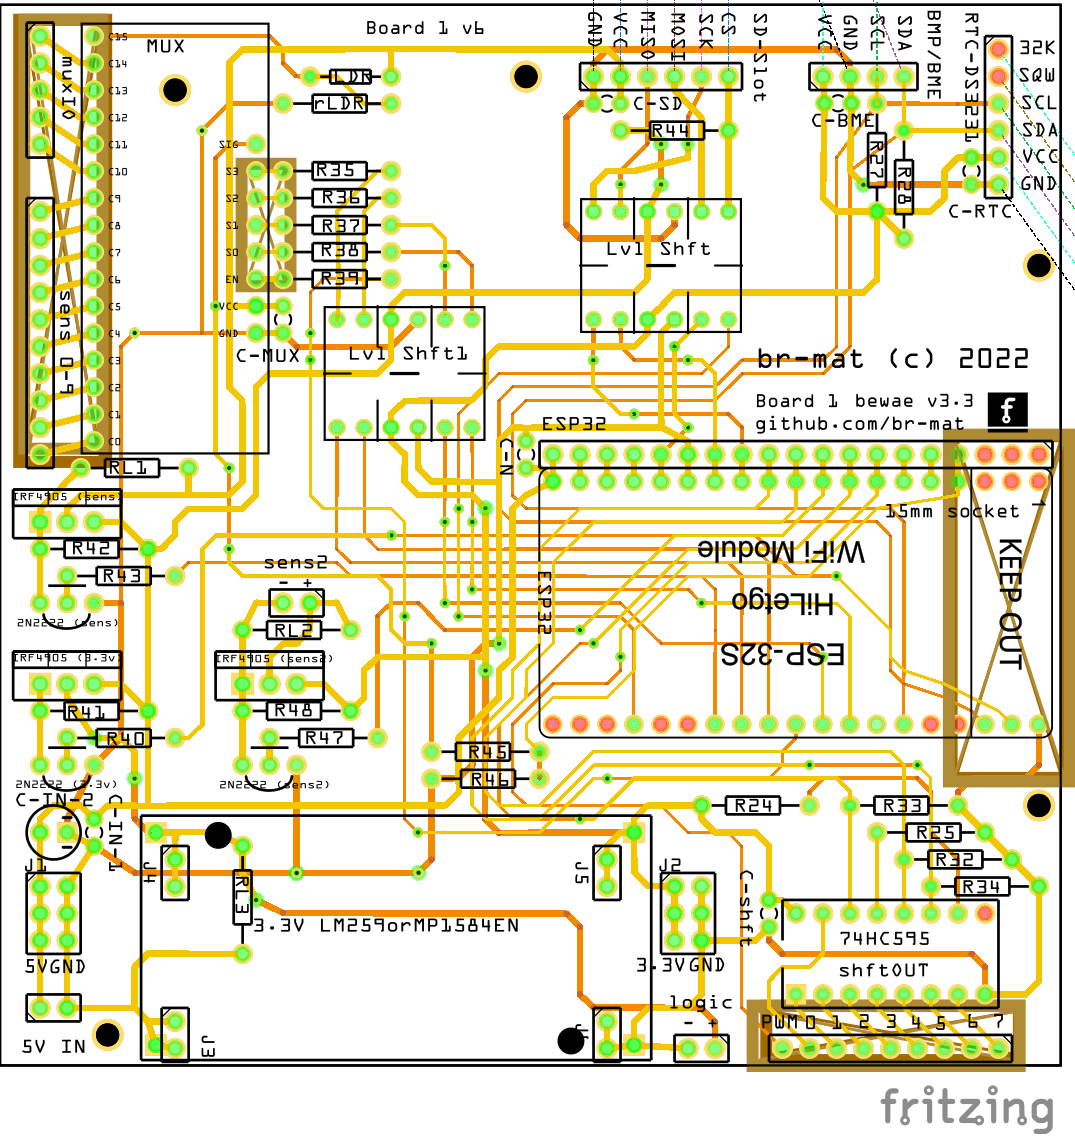 Board 1 v6
GND
VCC
MISO
MOSI
SCK
CS
SD-Slot
VCC
GND
SCL
SDA
BMP/BME
RTC-DS3231
32K
SQW
SCL
SDA
VCC
GND
C-RTC
MUX
muxIO
sens 0-9
C15
C14
C13
C12
C11
C10
C9
C8
C7
C6
C5
C4
C3
C2
C1
C0
SIG
S3
S2
S1
S0
EN
VCC
GND
C-MUX
LDR
rLDR
R35
R36
R37
R38
R39
C-SD
R44
C-BME
R27
R28
Lvl Shft
Lvl Shft1
br-mat (c) 2022
Board 1 bewae v3.3
github.com/br-mat
ESP32
C-N
RL1
IRF4905 (sens)
R42
R43
2N2222 (sens)
sens2
- +
RL2
ESP32
15mm socket
1
WiFi Module
HiLetgo
ESP-32S
KEEPOUT
IRF4905 (3.3v)
IRF4905 (sens2)
R41
R40
R48
R47
2N2222 (3.3v)
2N2222 (sens2)
R45
R46
C-IN-2
C-IN-1
R24
R33
R25
R32
R34
J1
J4
J5
J2
RL3
3.3V LM259orMP1584EN
C-shft
74HC595
shftOUT
5VGND
3.3VGND
logic
- +
5V IN
J3
PWM 0 1 2 3 4 5 6 7
fritzing